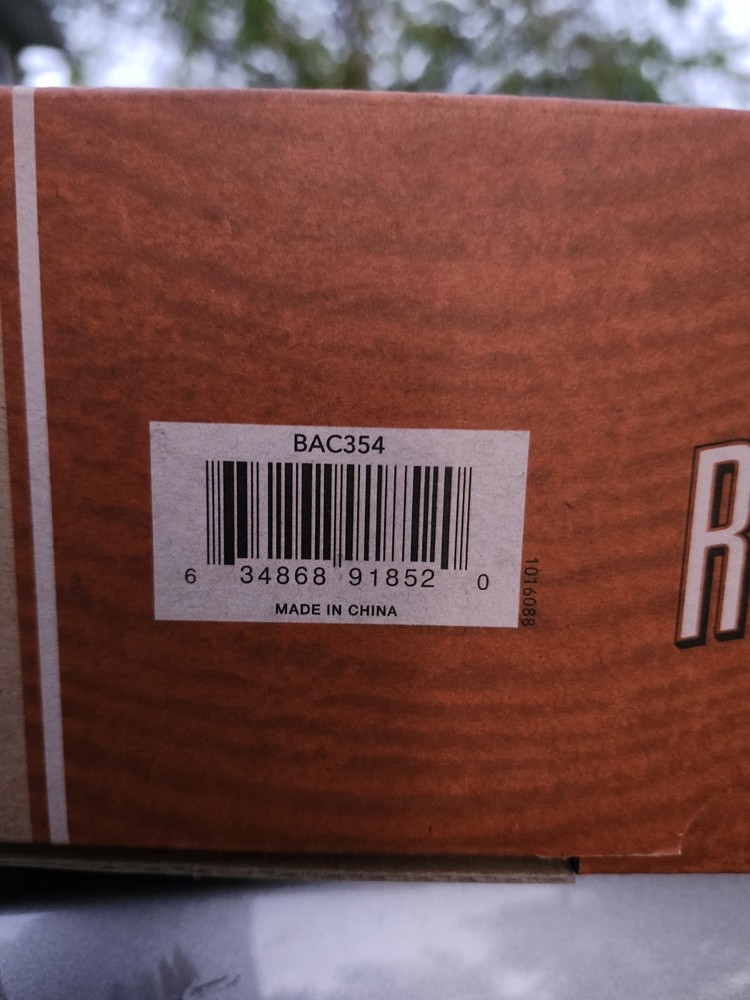 BAC354
6 34868 91852 0
MADE IN CHINA
1016088
R